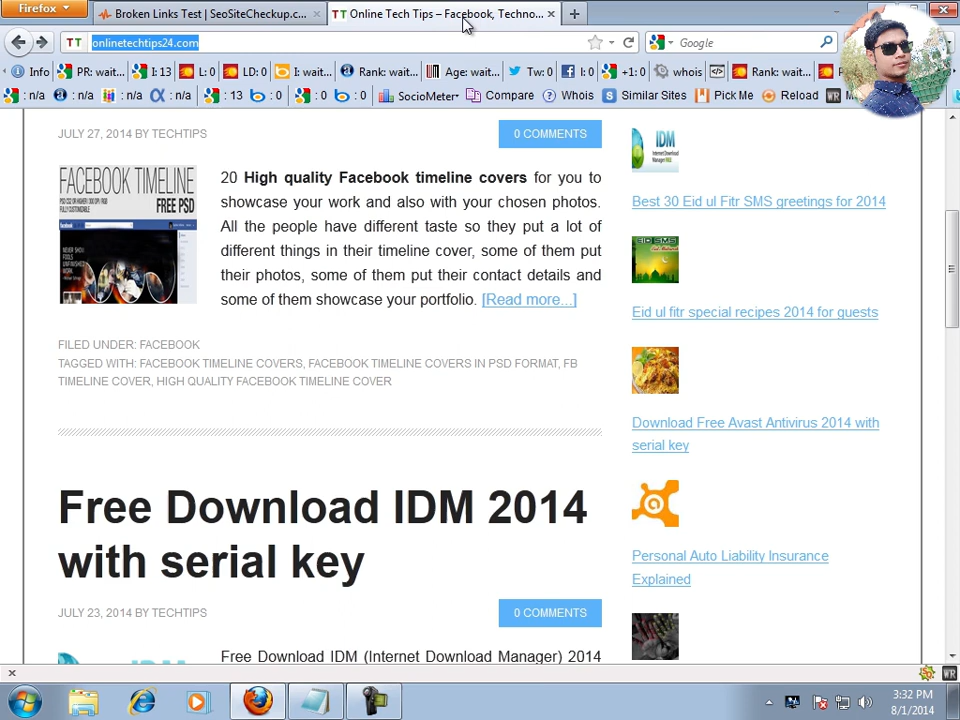 Firefox
Broken Links Test | SeoSiteCheckup.c...
TT Online Tech Tips – Facebook, Techno...
TT onlinetechtips24.com
Google
Info PR: wait... I: 13 L: 0 LD: 0 I: wait... Rank: wait... Age: wait... Tw: 0 l: 0 +1: 0 whois Rank: wait...
: n/a : n/a : n/a : n/a : 13 : 0 : 0 : 0 SocioMeter Compare Whois Similar Sites Pick Me Reload
JULY 27, 2014 BY TECHTIPS
0 COMMENTS
FACEBOOK TIMELINE
FREE PSD
20 High quality Facebook timeline covers for you to
showcase your work and also with your chosen photos.
All the people have different taste so they put a lot of
different things in their timeline cover, some of them put
their photos, some of them put their contact details and
some of them showcase your portfolio. [Read more...]
FILED UNDER: FACEBOOK
TAGGED WITH: FACEBOOK TIMELINE COVERS, FACEBOOK TIMELINE COVERS IN PSD FORMAT, FB
TIMELINE COVER, HIGH QUALITY FACEBOOK TIMELINE COVER
Free Download IDM 2014
with serial key
JULY 23, 2014 BY TECHTIPS
0 COMMENTS
Free Download IDM (Internet Download Manager) 2014
IDM
Best 30 Eid ul Fitr SMS greetings for 2014
EID SMS
Eid ul fitr special recipes 2014 for guests
Download Free Avast Antivirus 2014 with
serial key
Personal Auto Liability Insurance
Explained
WR
3:32 PM
8/1/2014